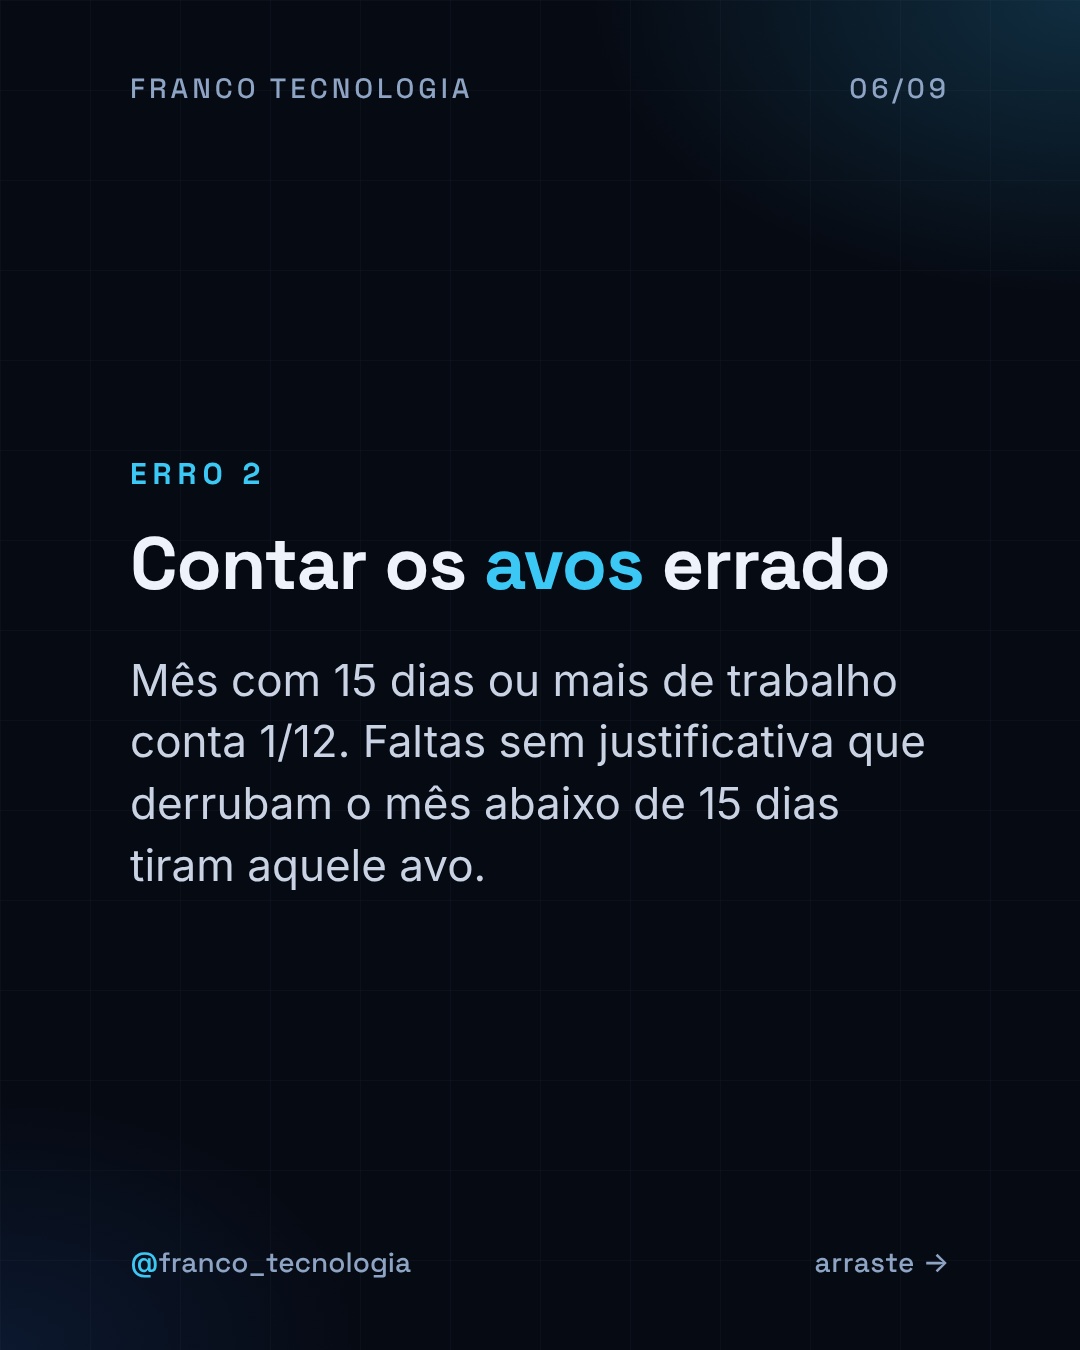 FRANCO TECNOLOGIA
06/09
ERRO 2
Contar os avos errado
Mês com 15 dias ou mais de trabalho
conta 1/12. Faltas sem justificativa que
derrubam o mês abaixo de 15 dias
tiram aquele avo.
@franco_tecnologia
arraste →